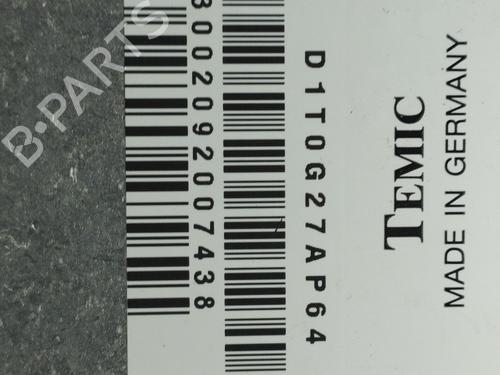 B-PARTS
3002092007438
D1T0G27AP64
TEMIC
MADE IN GERMANY